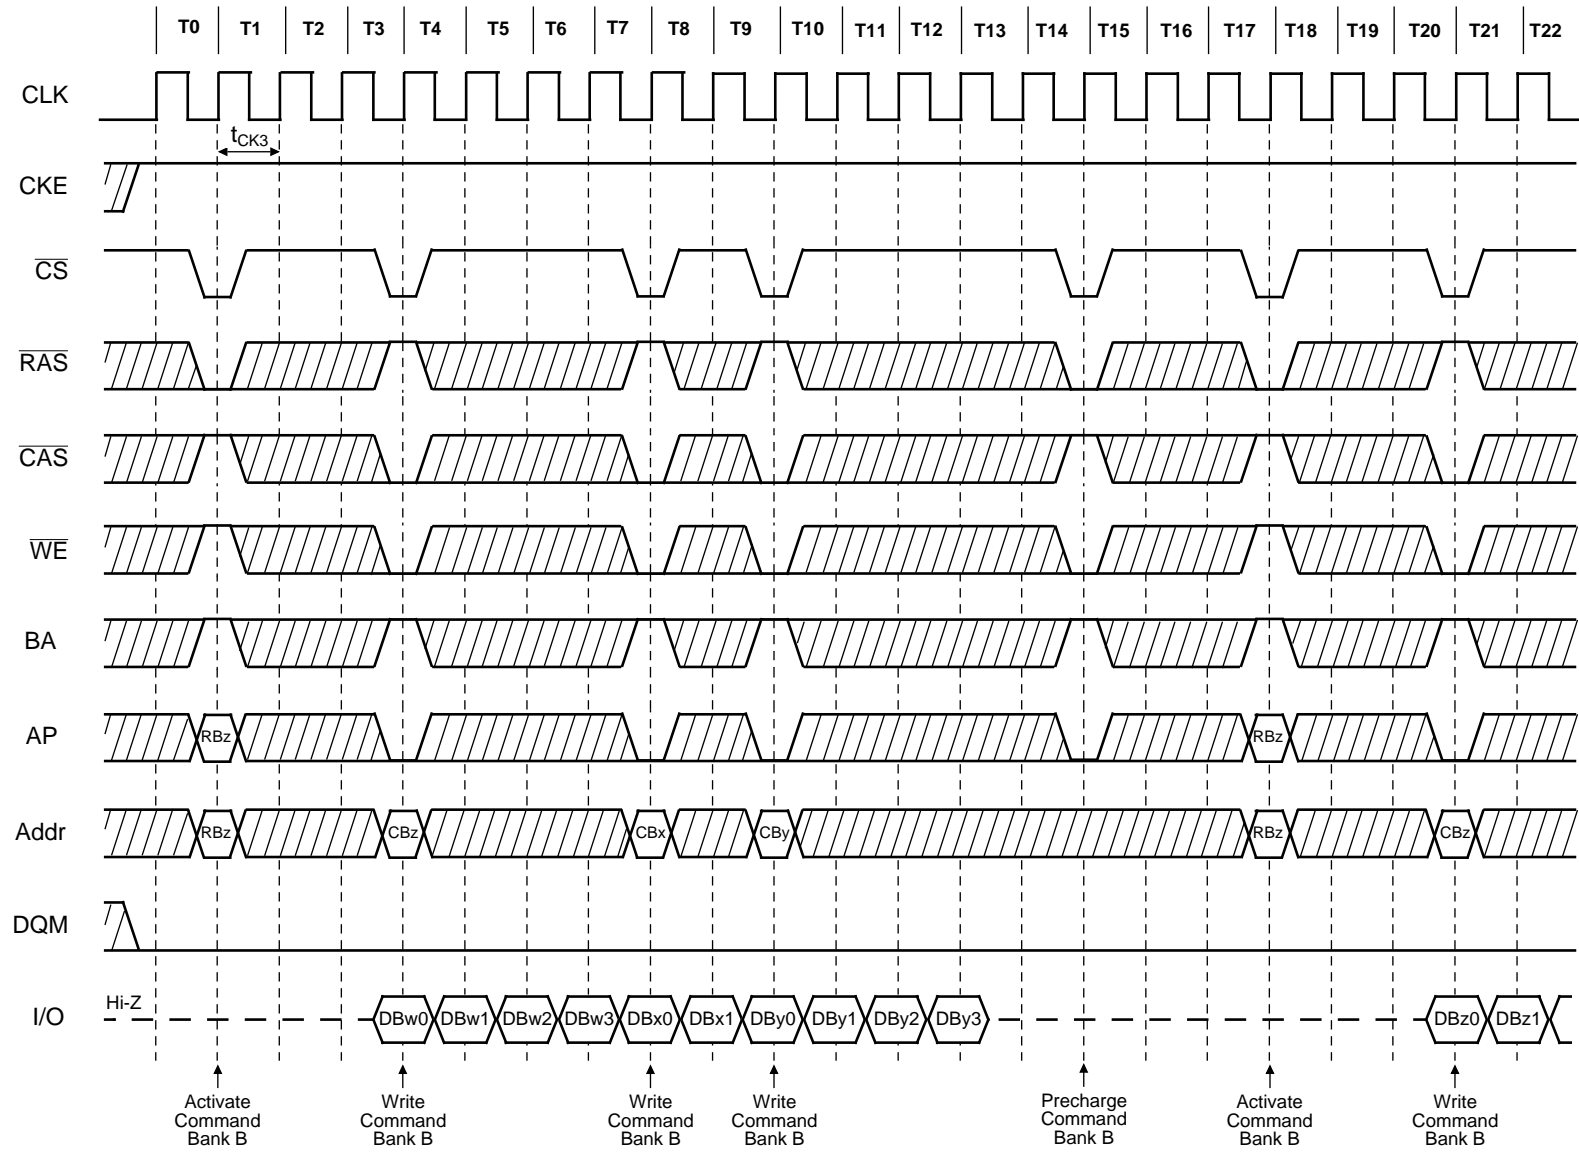 T0 T1 T2 T3 T4 T5 T6 T7 T8 T9 T10 T11 T12 T13 T14 T15 T16 T17 T18 T19 T20 T21 T22
CLK
tCK3
CKE
CS
RAS
CAS
WE
BA
AP RBz RBz
Addr RBz CBz CBx CBy RBz CBz
DQM
I/O Hi-Z DBw0 DBw1 DBw2 DBw3 DBx0 DBx1 DBy0 DBy1 DBy2 DBy3 DBz0 DBz1
Activate
Command
Bank B
Write
Command
Bank B
Write
Command
Bank B
Write
Command
Bank B
Precharge
Command
Bank B
Activate
Command
Bank B
Write
Command
Bank B